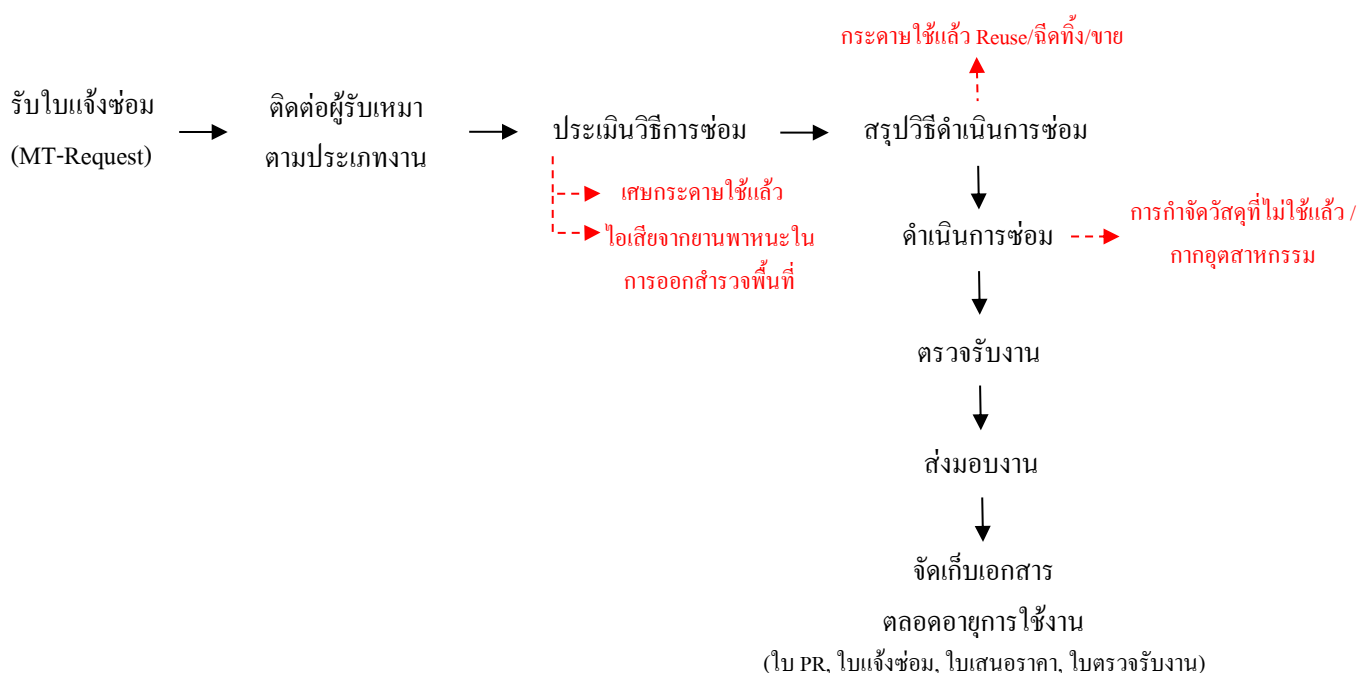 กระดาษใช้แล้ว Reuse/ฉีดทิ้ง/ขาย
รับใบแจ้งซ่อม
(MT-Request)
ติดต่อผู้รับเหมา
ตามประเภทงาน
ประเมินวิธีการซ่อม
สรุปวิธีดำเนินการซ่อม
เศษกระดาษใช้แล้ว
ไอเสียจากยานพาหนะใน
การออกสำรวจพื้นที่
ดำเนินการซ่อม
การกำจัดวัสดุที่ไม่ใช้แล้ว /
กากอุตสาหกรรม
ตรวจรับงาน
ส่งมอบงาน
จัดเก็บเอกสาร
ตลอดอายุการใช้งาน
(ใบ PR, ใบแจ้งซ่อม, ใบเสนอราคา, ใบตรวจรับงาน)